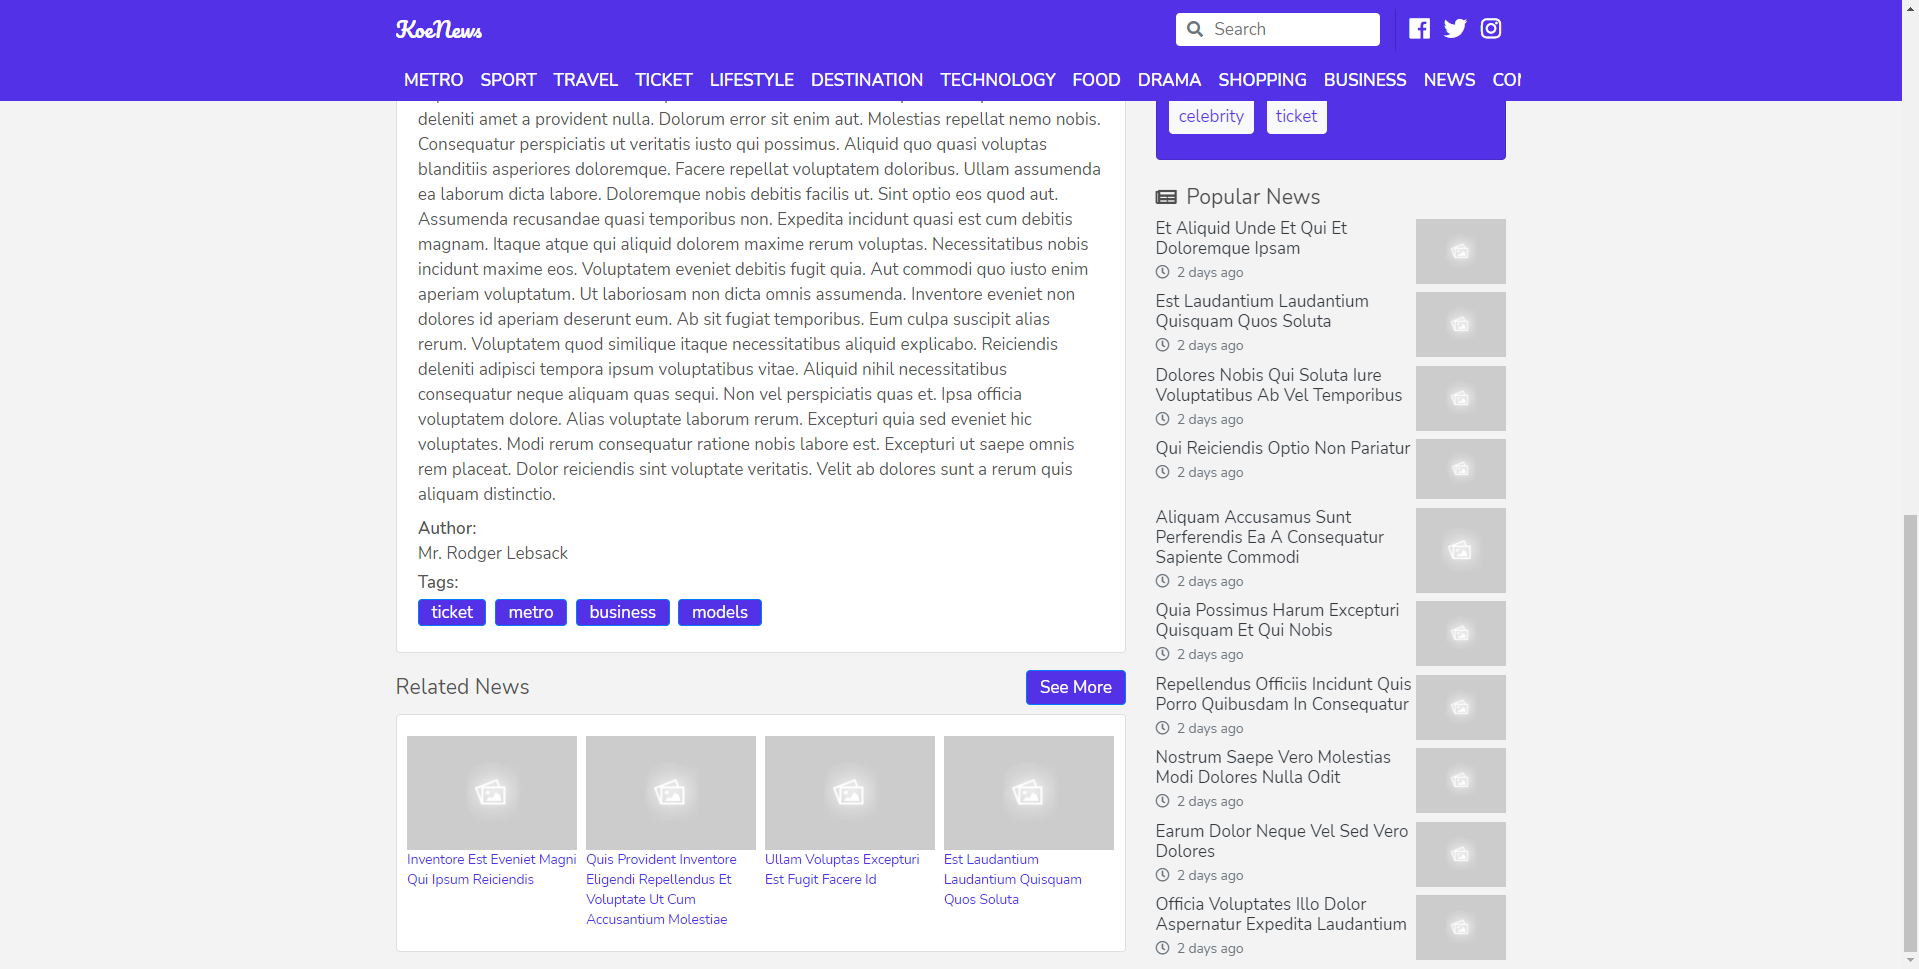 KoeNews
Search
METRO SPORT TRAVEL TICKET LIFESTYLE DESTINATION TECHNOLOGY FOOD DRAMA SHOPPING BUSINESS NEWS
deleniti amet a provident nulla. Dolorum error sit enim aut. Molestias repellat nemo nobis.
Consequatur perspiciatis ut veritatis iusto qui possimus. Aliquid quo quasi voluptas
blanditiis asperiores doloremque. Facere repellat voluptatem doloribus. Ullam assumenda
ea laborum dicta labore. Doloremque nobis debitis facilis ut. Sint optio eos quod aut.
Assumenda recusandae quasi temporibus non. Expedita incidunt quasi est cum debitis
magnam. Itaque atque qui aliquid dolorem maxime rerum voluptas. Necessitatibus nobis
incidunt maxime eos. Voluptatem eveniet debitis fugit quia. Aut commodi quo iusto enim
aperiam voluptatum. Ut laboriosam non dicta omnis assumenda. Inventore eveniet non
dolores id aperiam deserunt eum. Ab sit fugiat temporibus. Eum culpa suscipit alias
rerum. Voluptatem quod similique itaque necessitatibus aliquid explicabo. Reiciendis
deleniti adipisci tempora ipsum voluptatibus vitae. Aliquid nihil necessitatibus
consequatur neque aliquam quas sequi. Non vel perspiciatis quas et. Ipsa officia
voluptatem dolore. Alias voluptate laborum rerum. Excepturi quia sed eveniet hic
voluptates. Modi rerum consequatur ratione nobis labore est. Excepturi ut saepe omnis
rem placeat. Dolor reiciendis sint voluptate veritatis. Velit ab dolores sunt a rerum quis
aliquam distinctio.
Author:
Mr. Rodger Lebsack
Tags:
ticket metro business models
Related News
See More
Inventore Est Eveniet Magni
Qui Ipsum Reiciendis
Quis Provident Inventore
Eligendi Repellendus Et
Voluptate Ut Cum
Accusantium Molestiae
Ullam Voluptas Excepturi
Est Fugit Facere Id
Est Laudantium
Laudantium Quisquam
Quos Soluta
celebrity ticket
Popular News
Et Aliquid Unde Et Qui Et
Doloremque Ipsam
2 days ago
Est Laudantium Laudantium
Quisquam Quos Soluta
2 days ago
Dolores Nobis Qui Soluta Iure
Voluptatibus Ab Vel Temporibus
2 days ago
Qui Reiciendis Optio Non Pariatur
2 days ago
Aliquam Accusamus Sunt
Perferendis Ea A Consequatur
Sapiente Commodi
2 days ago
Quia Possimus Harum Excepturi
Quisquam Et Qui Nobis
2 days ago
Repellendus Officiis Incidunt Quis
Porro Quibusdam In Consequatur
2 days ago
Nostrum Saepe Vero Molestias
Modi Dolores Nulla Odit
2 days ago
Earum Dolor Neque Vel Sed Vero
Dolores
2 days ago
Officia Voluptates Illo Dolor
Aspernatur Expedita Laudantium
2 days ago